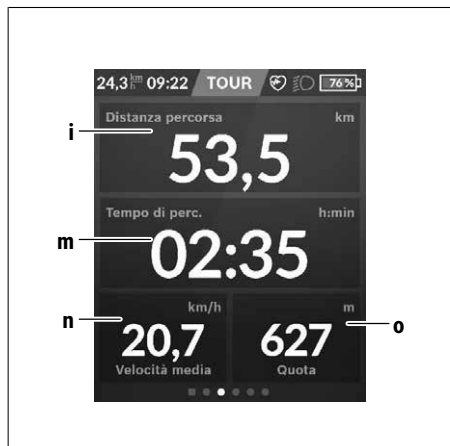 24,3 km/h 09:22 TOUR 76%
Distanza percorsa km
i
53,5
Tempo di perc. h:min
m
02:35
km/h m
n
o
20,7 627
Velocità media Quota